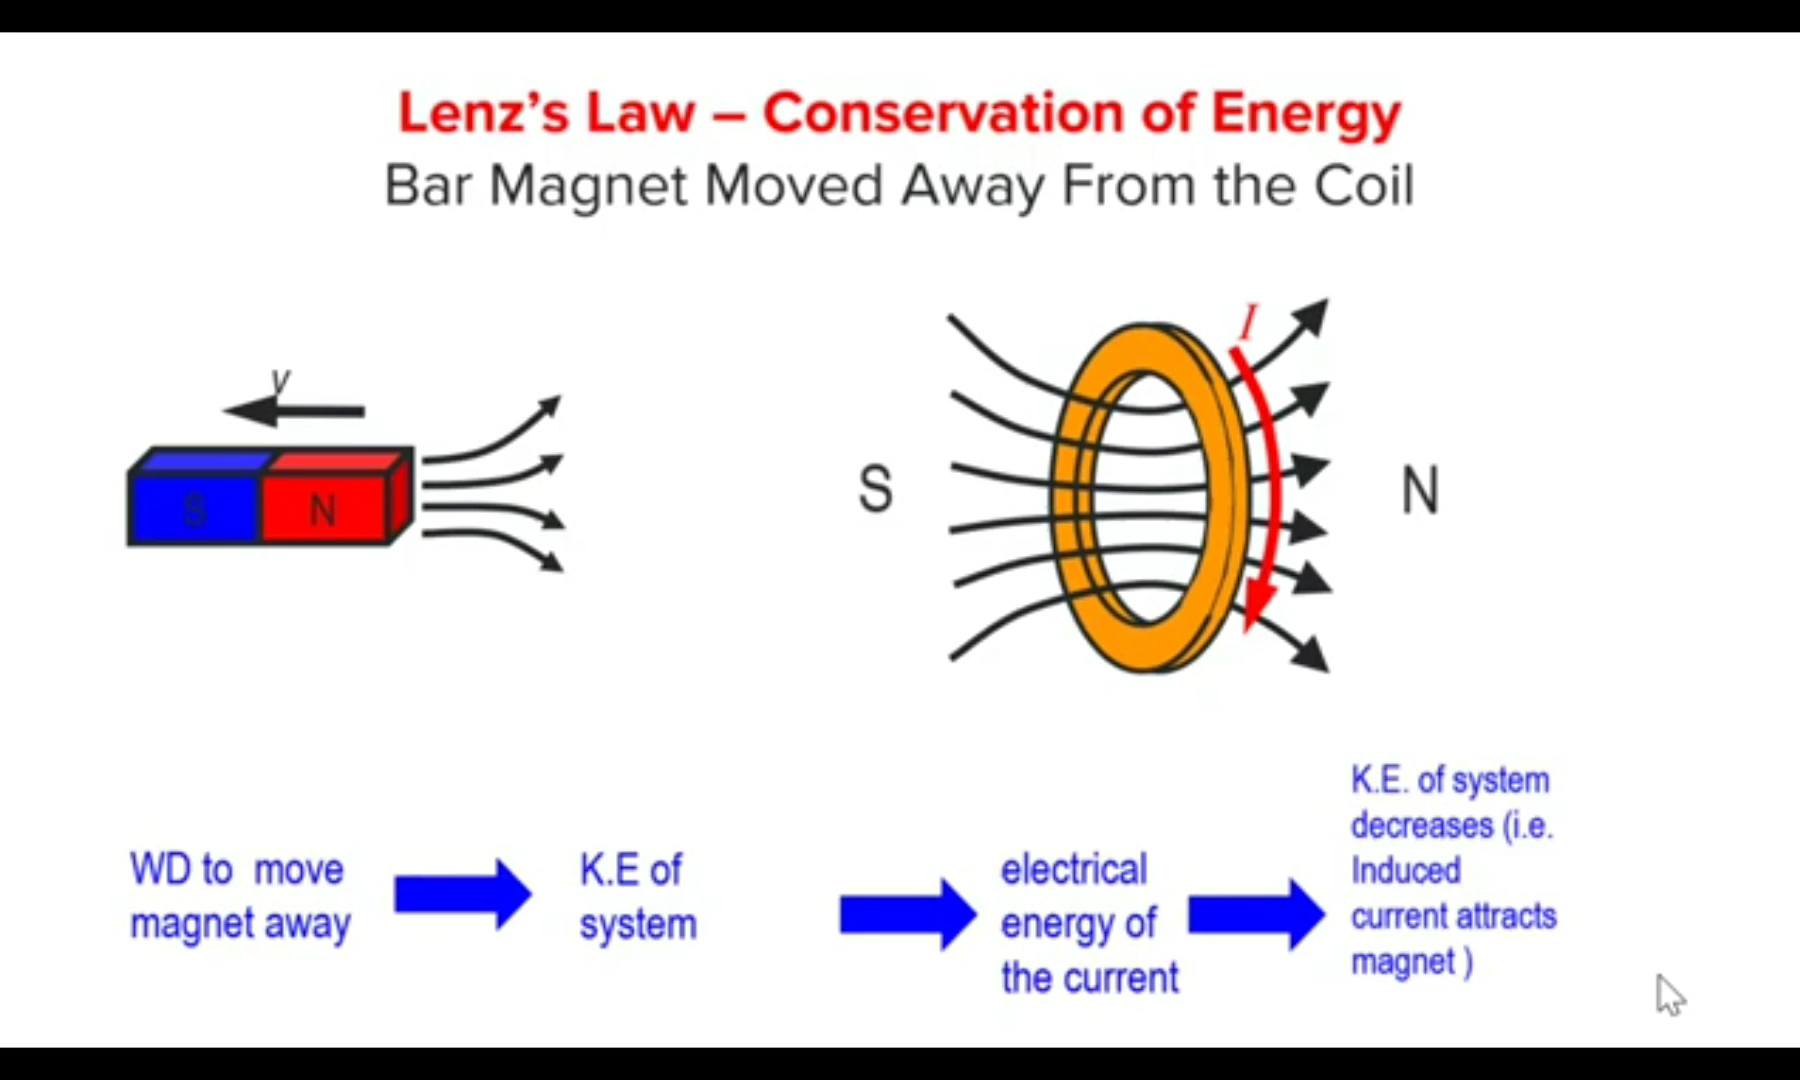 Lenz’s Law – Conservation of Energy
Bar Magnet Moved Away From the Coil
v
S N
I
S
N
WD to move
magnet away
K.E of
system
electrical
energy of
the current
K.E. of system
decreases (i.e.
Induced
current attracts
magnet )